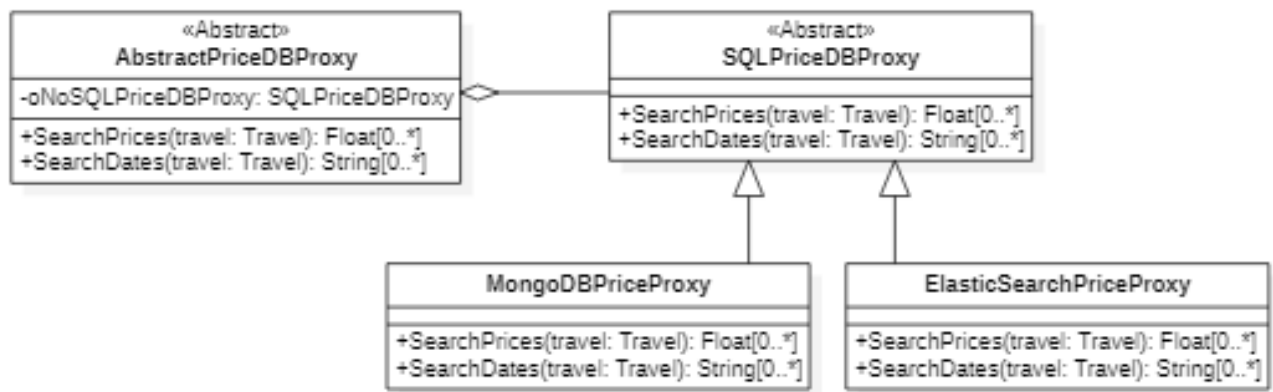 «Abstract»
AbstractPriceDBProxy
-oNoSQLPriceDBProxy: SQLPriceDBProxy
+SearchPrices(travel: Travel): Float[0..*]
+SearchDates(travel: Travel): String[0..*]
«Abstract»
SQLPriceDBProxy
+SearchPrices(travel: Travel): Float[0..*]
+SearchDates(travel: Travel): String[0..*]
MongoDBPriceProxy
+SearchPrices(travel: Travel): Float[0..*]
+SearchDates(travel: Travel): String[0..*]
ElasticSearchPriceProxy
+SearchPrices(travel: Travel): Float[0..*]
+SearchDates(travel: Travel): String[0..*]